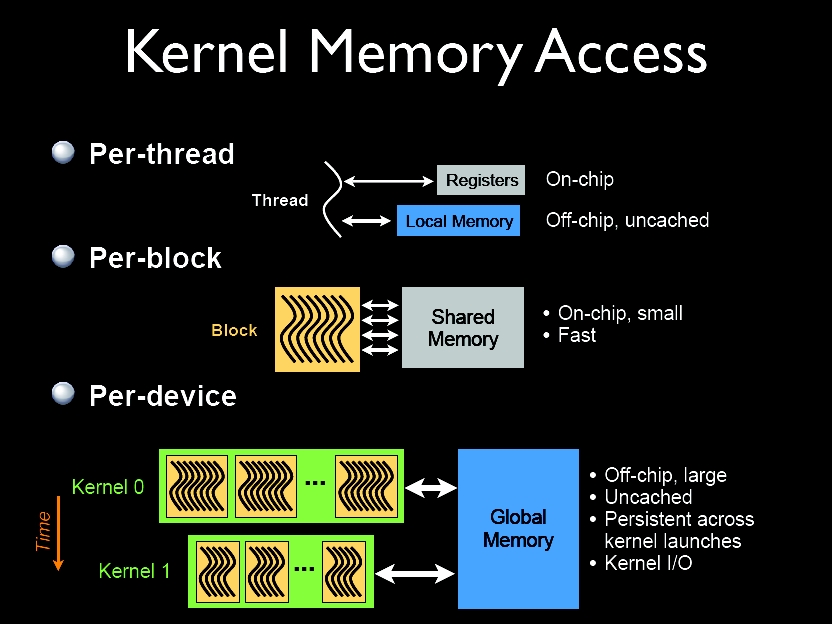 Kernel Memory Access
Per-thread
Thread
Registers
On-chip
Local Memory
Off-chip, uncached
Per-block
Block
Shared
Memory
• On-chip, small
• Fast
Per-device
Kernel 0
...
Time
Kernel 1
...
Global
Memory
• Off-chip, large
• Uncached
• Persistent across
kernel launches
• Kernel I/O